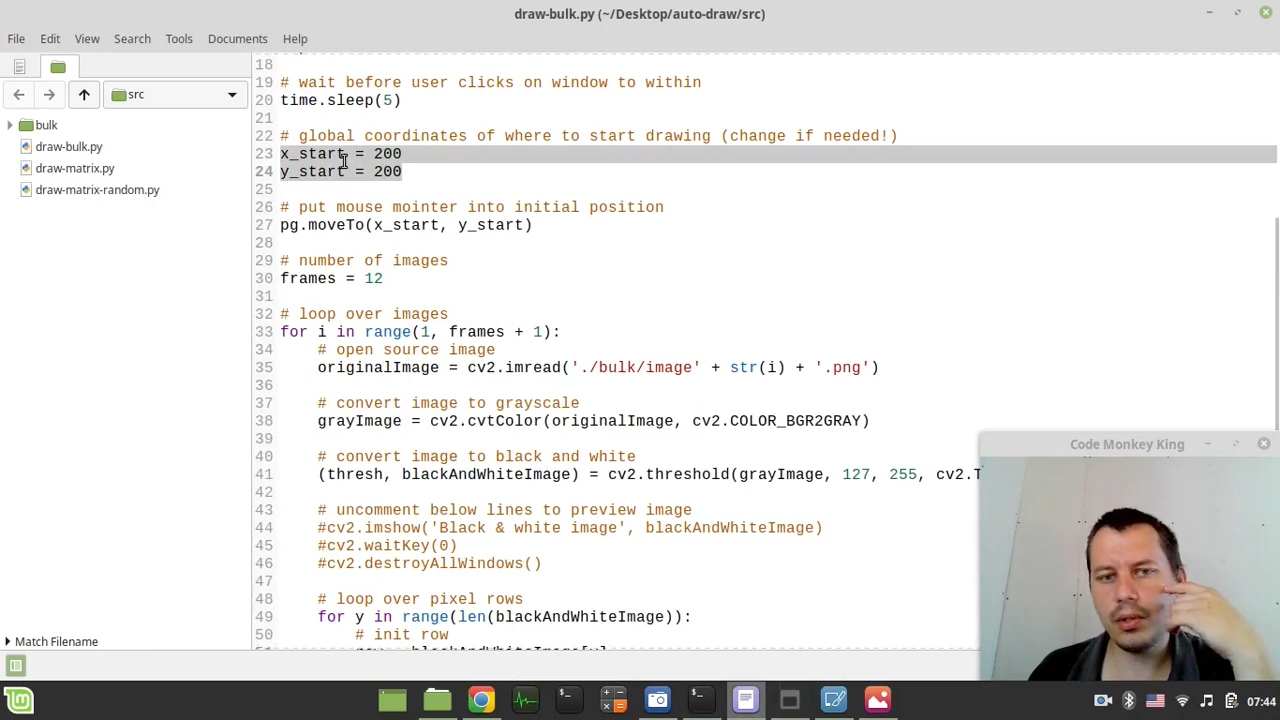 draw-bulk.py (~/Desktop/auto-draw/src)
File Edit View Search Tools Documents Help
src
bulk
draw-bulk.py
draw-matrix.py
draw-matrix-random.py
Match Filename
18
19 # wait before user clicks on window to within
20 time.sleep(5)
21
22 # global coordinates of where to start drawing (change if needed!)
23 x_start = 200
24 y_start = 200
25
26 # put mouse mointer into initial position
27 pg.moveTo(x_start, y_start)
28
29 # number of images
30 frames = 12
31
32 # loop over images
33 for i in range(1, frames + 1):
34 # open source image
35 originalImage = cv2.imread('./bulk/image' + str(i) + '.png')
36
37 # convert image to grayscale
38 grayImage = cv2.cvtColor(originalImage, cv2.COLOR_BGR2GRAY)
39
40 # convert image to black and white
41 (thresh, blackAndWhiteImage) = cv2.threshold(grayImage, 127, 255, cv2.T
42
43 # uncomment below lines to preview image
44 #cv2.imshow('Black & white image', blackAndWhiteImage)
45 #cv2.waitKey(0)
46 #cv2.destroyAllWindows()
47
48 # loop over pixel rows
49 for y in range(len(blackAndWhiteImage)):
50 # init row
Code Monkey King
07:44